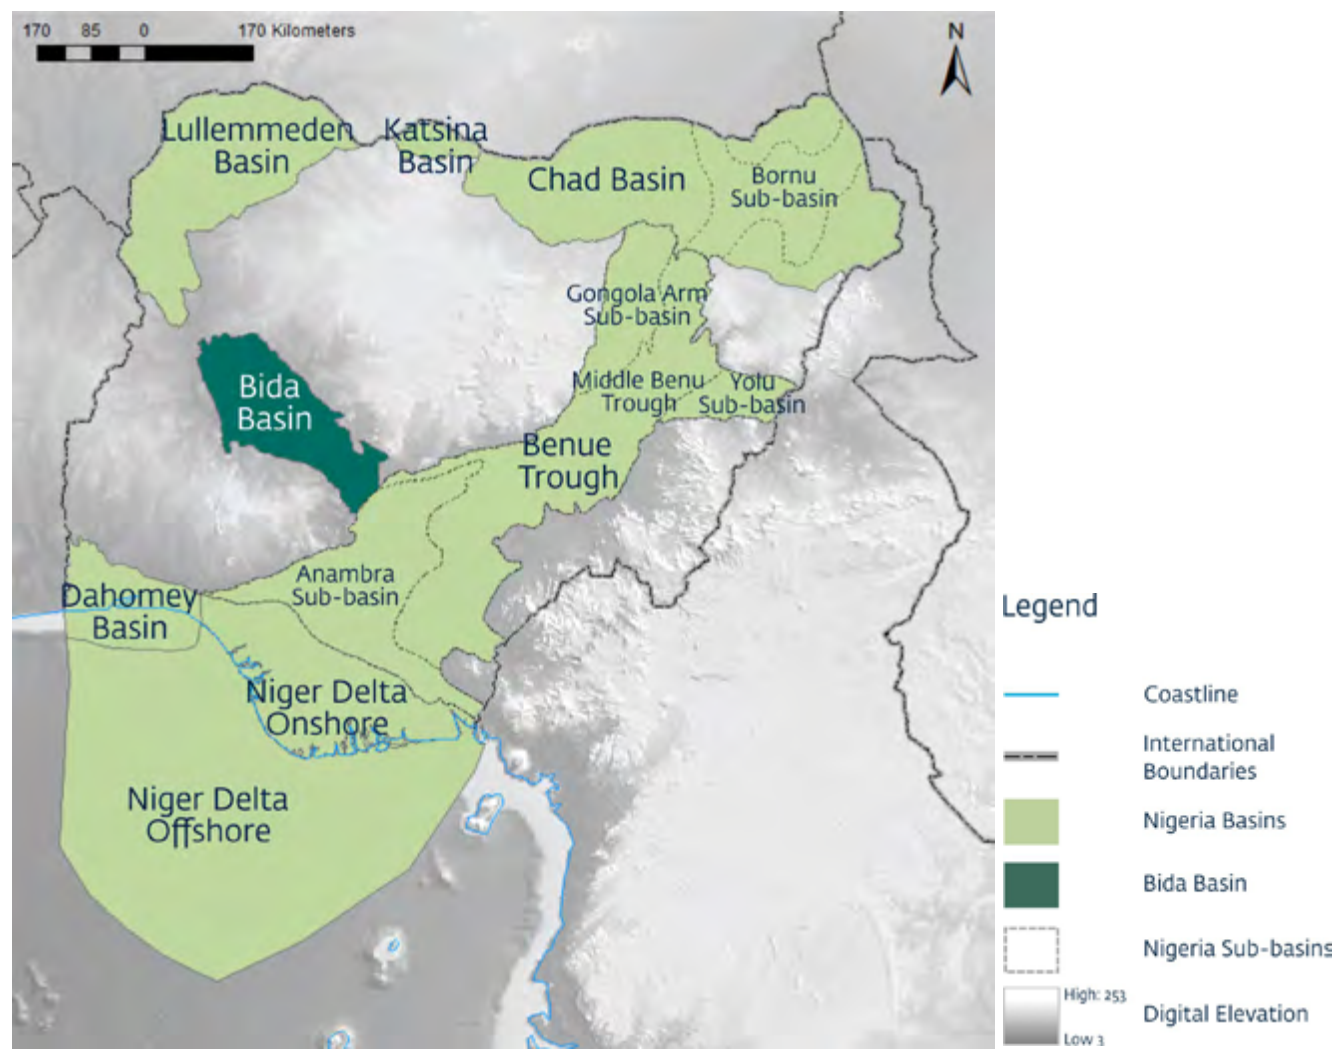 170 85 0 170 Kilometers
N
Lullemmeden
Basin
Katsina
Basin
Chad Basin
Bornu
Sub-basin
Gongola Arm
Sub-basin
Middle Benu
Trough
Yolu
Sub-basin
Bida
Basin
Benue
Trough
Anambra
Sub-basin
Dahomey
Basin
Niger Delta
Onshore
Niger Delta
Offshore
Legend
Coastline
International
Boundaries
Nigeria Basins
Bida Basin
Nigeria Sub-basins
High: 253
Digital Elevation
Low 3